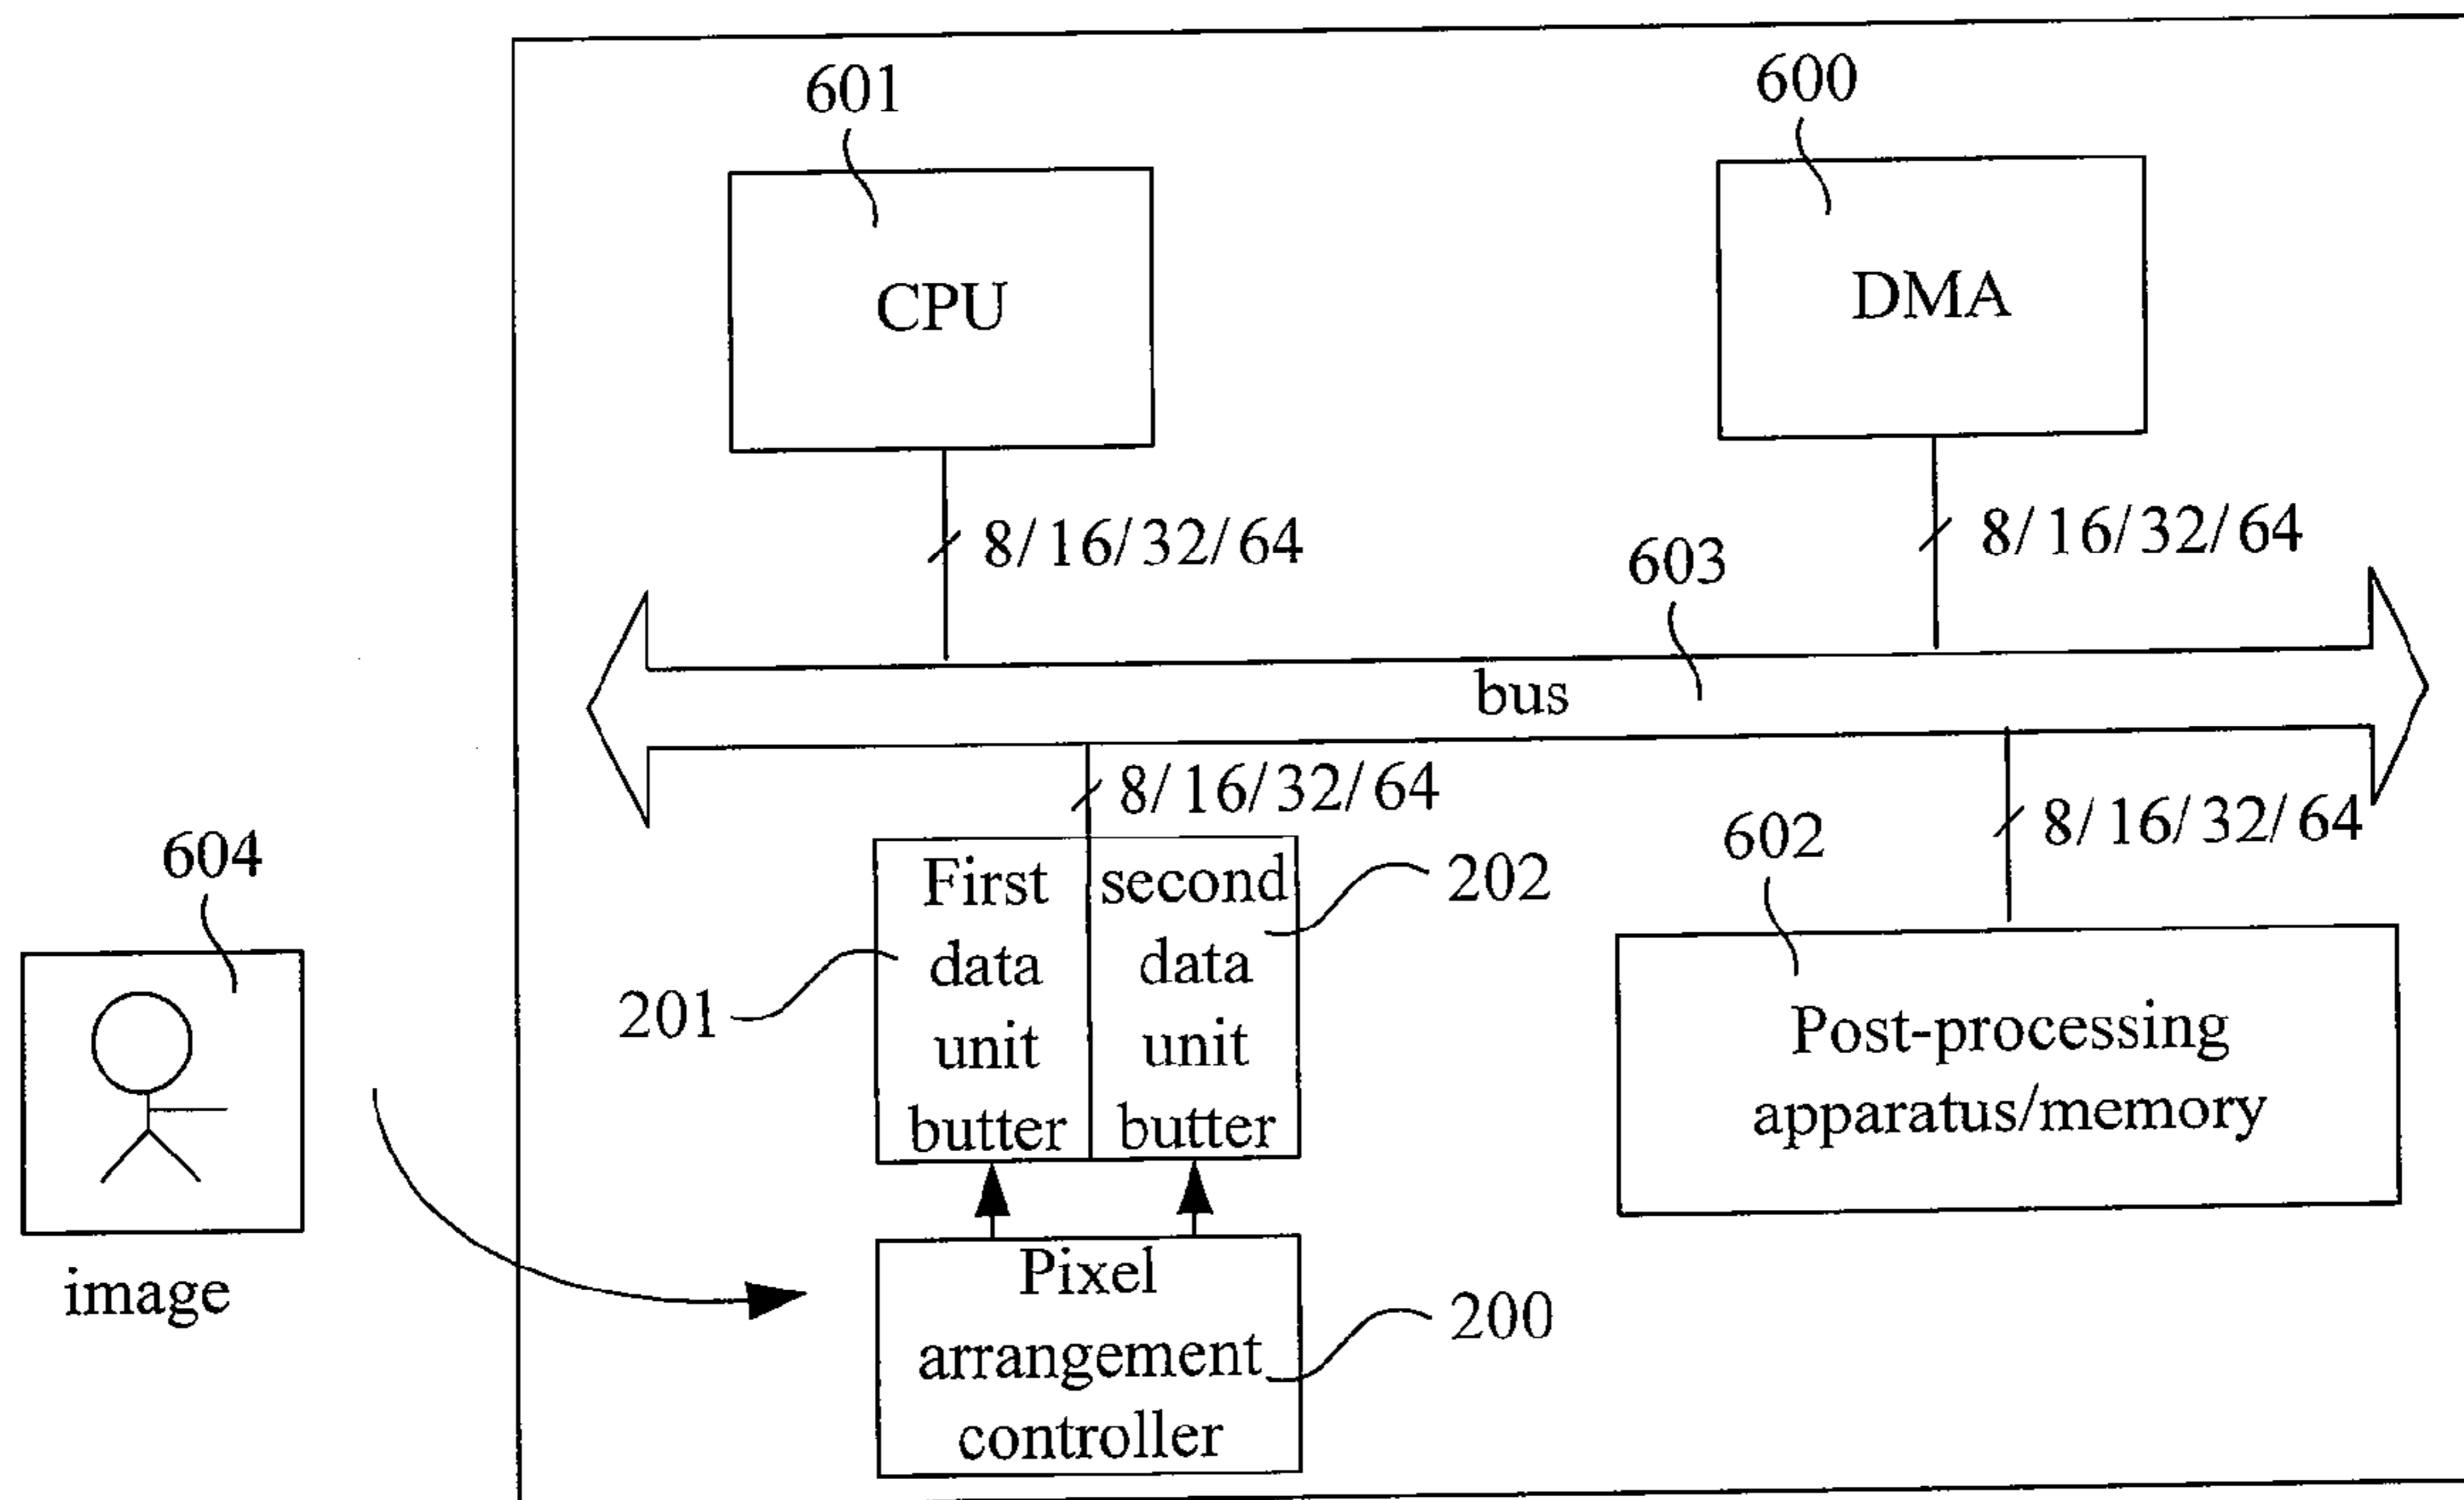 601
600
CPU
DMA
8/16/32/64
8/16/32/64
603
bus
8/16/32/64
8/16/32/64
604
602
First
data
unit
butter
second
data
unit
butter
202
201
Post-processing
apparatus/memory
image
Pixel
arrangement
controller
200